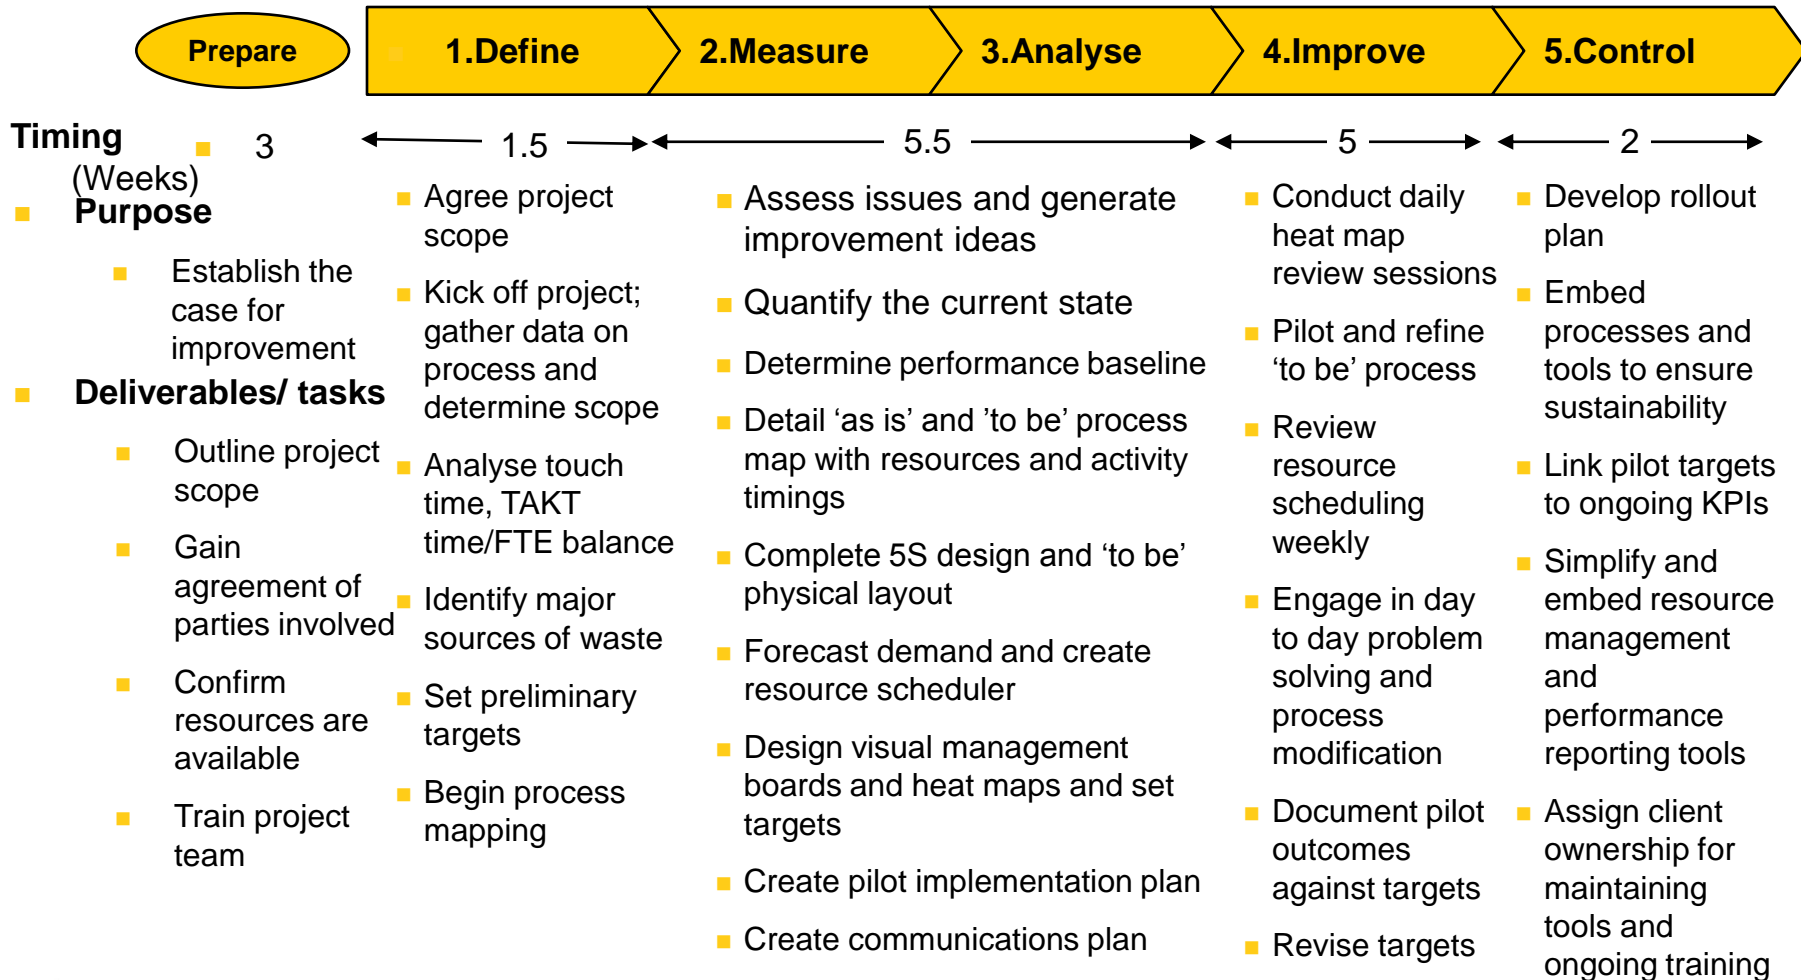 Prepare
1.Define
2.Measure
3.Analyse
4.Improve
5.Control
Timing
(Weeks)
3
1.5
5.5
5
2
Purpose
Establish the
case for
improvement
Deliverables/ tasks
Outline project
scope
Gain
agreement of
parties involved
Confirm
resources are
available
Train project
team
Agree project
scope
Kick off project;
gather data on
process and
determine scope
Analyse touch
time, TAKT
time/FTE balance
Identify major
sources of waste
Set preliminary
targets
Begin process
mapping
Assess issues and generate
improvement ideas
Quantify the current state
Determine performance baseline
Detail ‘as is’ and ’to be’ process
map with resources and activity
timings
Complete 5S design and ‘to be’
physical layout
Forecast demand and create
resource scheduler
Design visual management
boards and heat maps and set
targets
Create pilot implementation plan
Create communications plan
Conduct daily
heat map
review sessions
Pilot and refine
‘to be’ process
Review
resource
scheduling
weekly
Engage in day
to day problem
solving and
process
modification
Document pilot
outcomes
against targets
Revise targets
Develop rollout
plan
Embed
processes and
tools to ensure
sustainability
Link pilot targets
to ongoing KPIs
Simplify and
embed resource
management
and
performance
reporting tools
Assign client
ownership for
maintaining
tools and
ongoing training